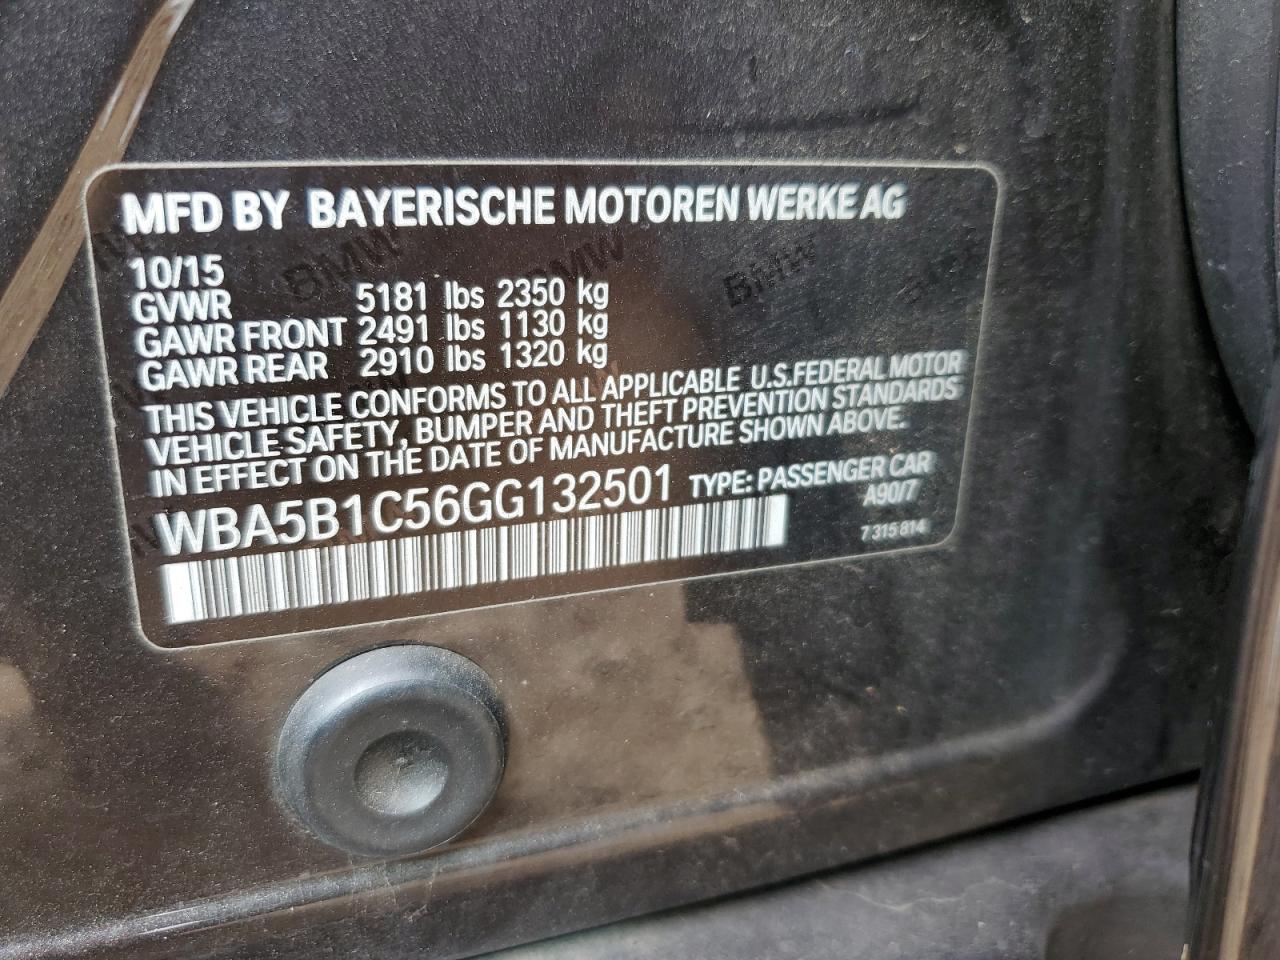 MFD BY BAYERISCHE MOTOREN WERKE AG
10/15
GVWR 5181 lbs 2350 kg
GAWR FRONT 2491 lbs 1130 kg
GAWR REAR 2910 lbs 1320 kg
THIS VEHICLE CONFORMS TO ALL APPLICABLE U.S.FEDERAL MOTOR
VEHICLE SAFETY, BUMPER AND THEFT PREVENTION STANDARDS
IN EFFECT ON THE DATE OF MANUFACTURE SHOWN ABOVE.
WBA5B1C56GG132501 TYPE: PASSENGER CAR
A90/7
7 315 814
BMW BMW BMW